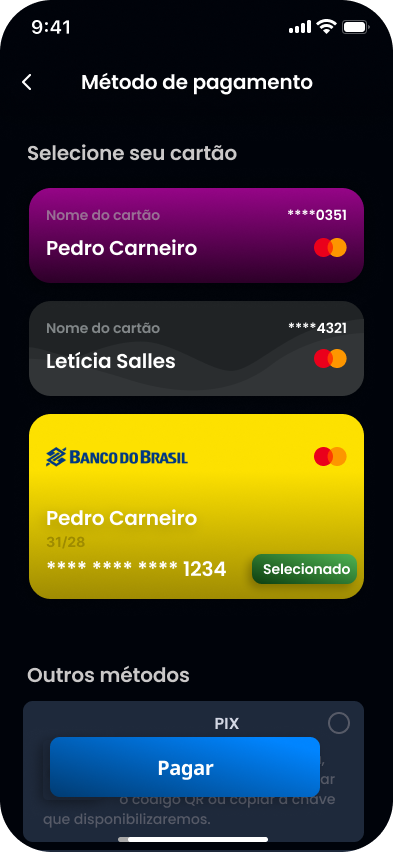 9:41
Método de pagamento
Selecione seu cartão
Nome do cartão ****0351
Pedro Carneiro
Nome do cartão ****4321
Letícia Salles
BANCO DO BRASIL
Pedro Carneiro
31/28
**** **** **** 1234
Selecionado
Outros métodos
PIX
Pagar
o código QR ou copiar a chave
que disponibilizaremos.